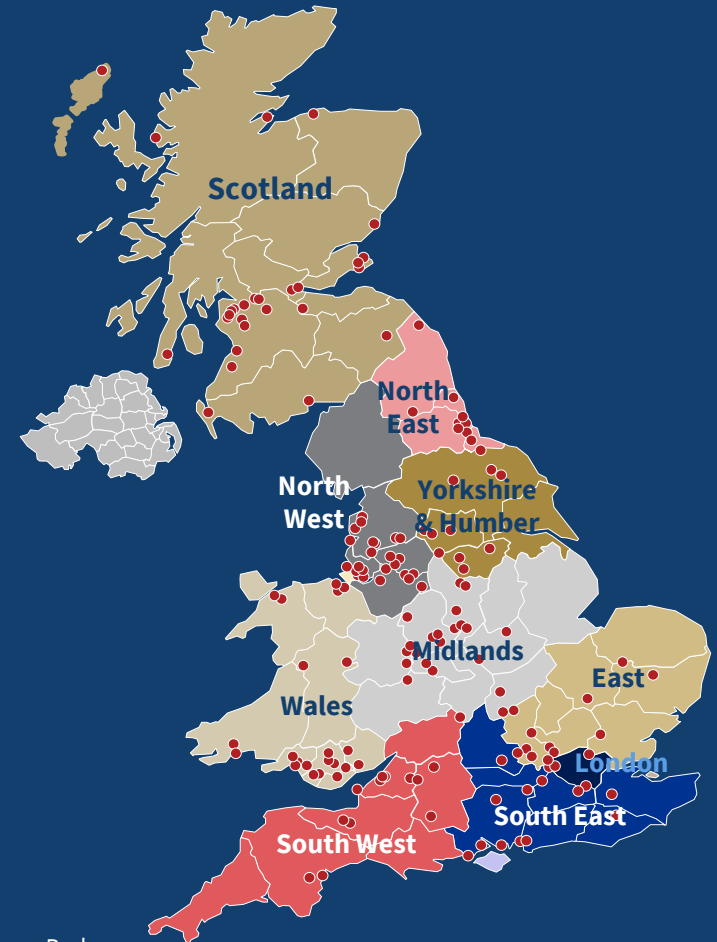 Scotland
North
East
North
West
Yorkshire
& Humber
Midlands
East
Wales
London
South East
South West